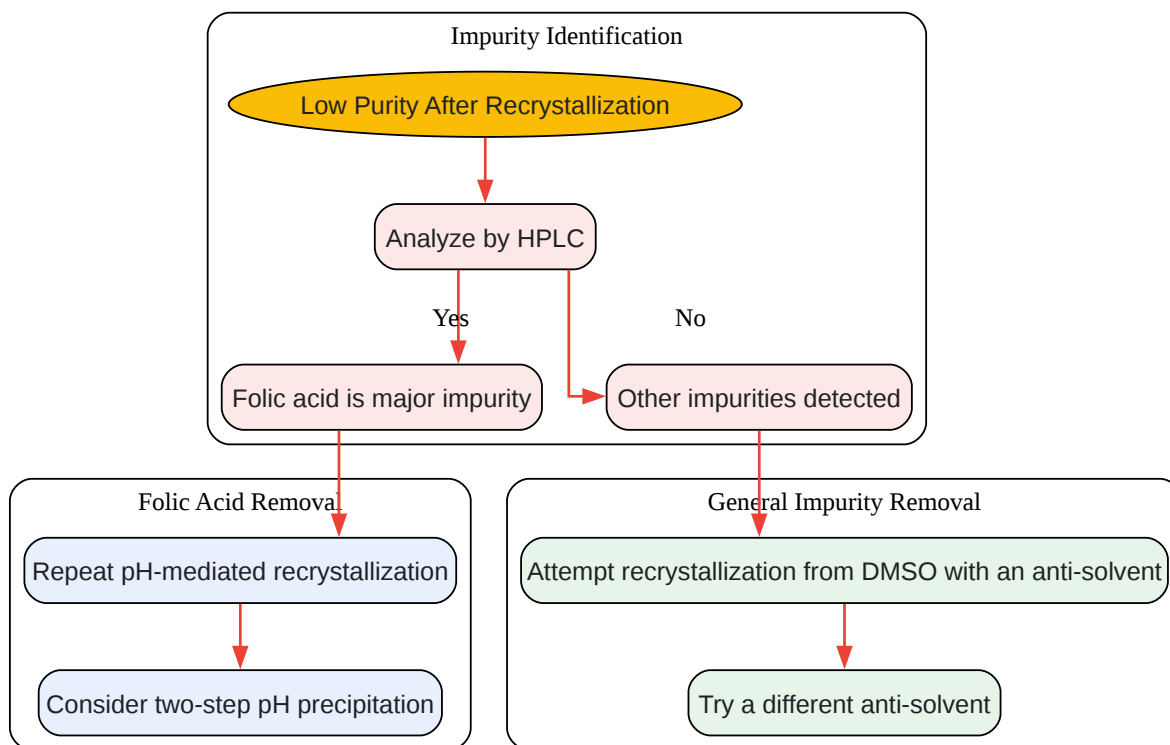 Impurity Identification
Low Purity After Recrystallization
Analyze by HPLC
Yes
No
Folic acid is major impurity
Other impurities detected
Folic Acid Removal
Repeat pH-mediated recrystallization
Consider two-step pH precipitation
General Impurity Removal
Attempt recrystallization from DMSO with an anti-solvent
Try a different anti-solvent